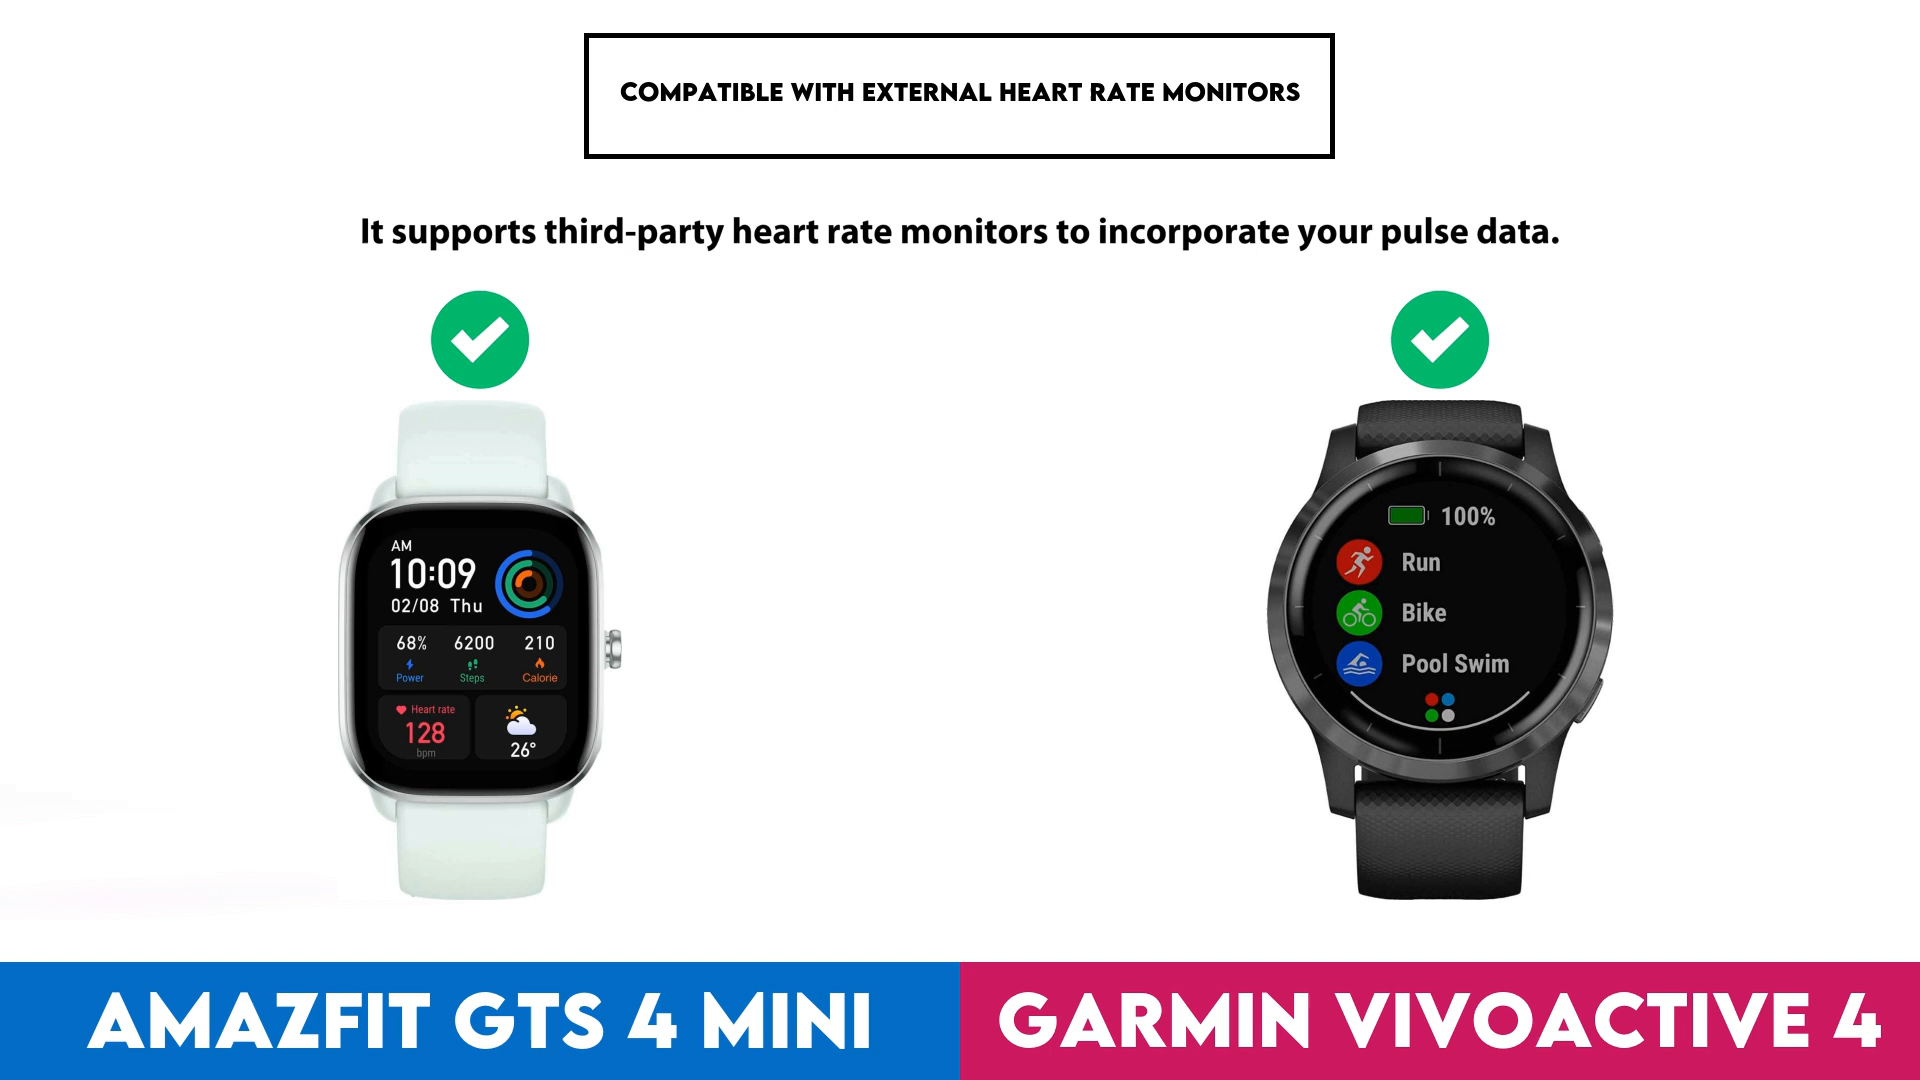 COMPATIBLE WITH EXTERNAL HEART RATE MONITORS
It supports third-party heart rate monitors to incorporate your pulse data.
AM
10:09
02/08 Thu
68% 6200 210
Power Steps Calorie
Heart rate
128
bpm
26°
100%
Run
Bike
Pool Swim
AMAZFIT GTS 4 MINI
GARMIN VIVOACTIVE 4